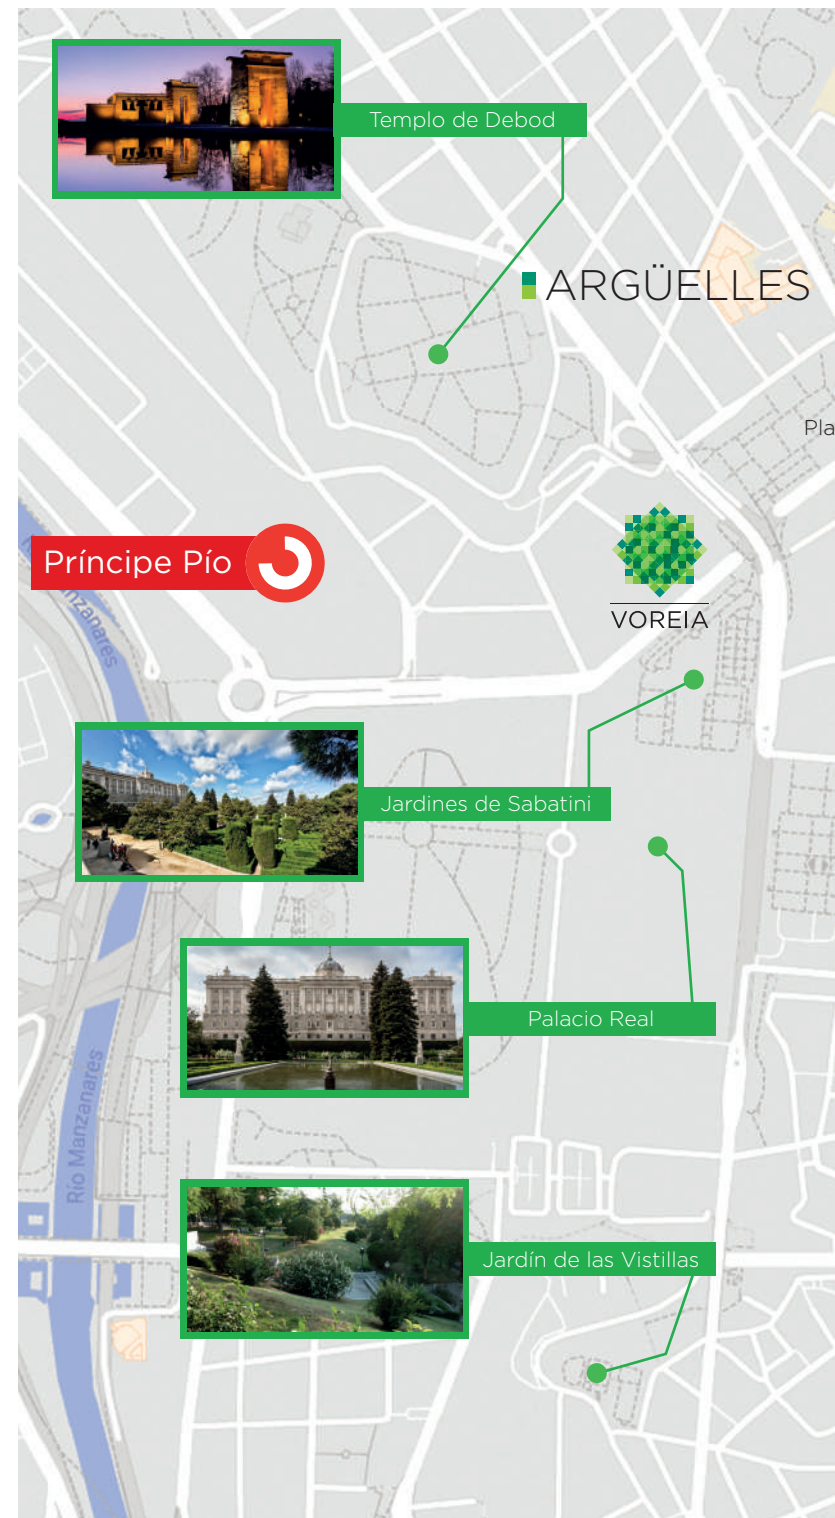 Templo de Debod
ARGÜELLES
Pla
Príncipe Pío
VOREIA
Manzanares
Jardines de Sabatini
Palacio Real
Río Manzanares
Jardín de las Vistillas